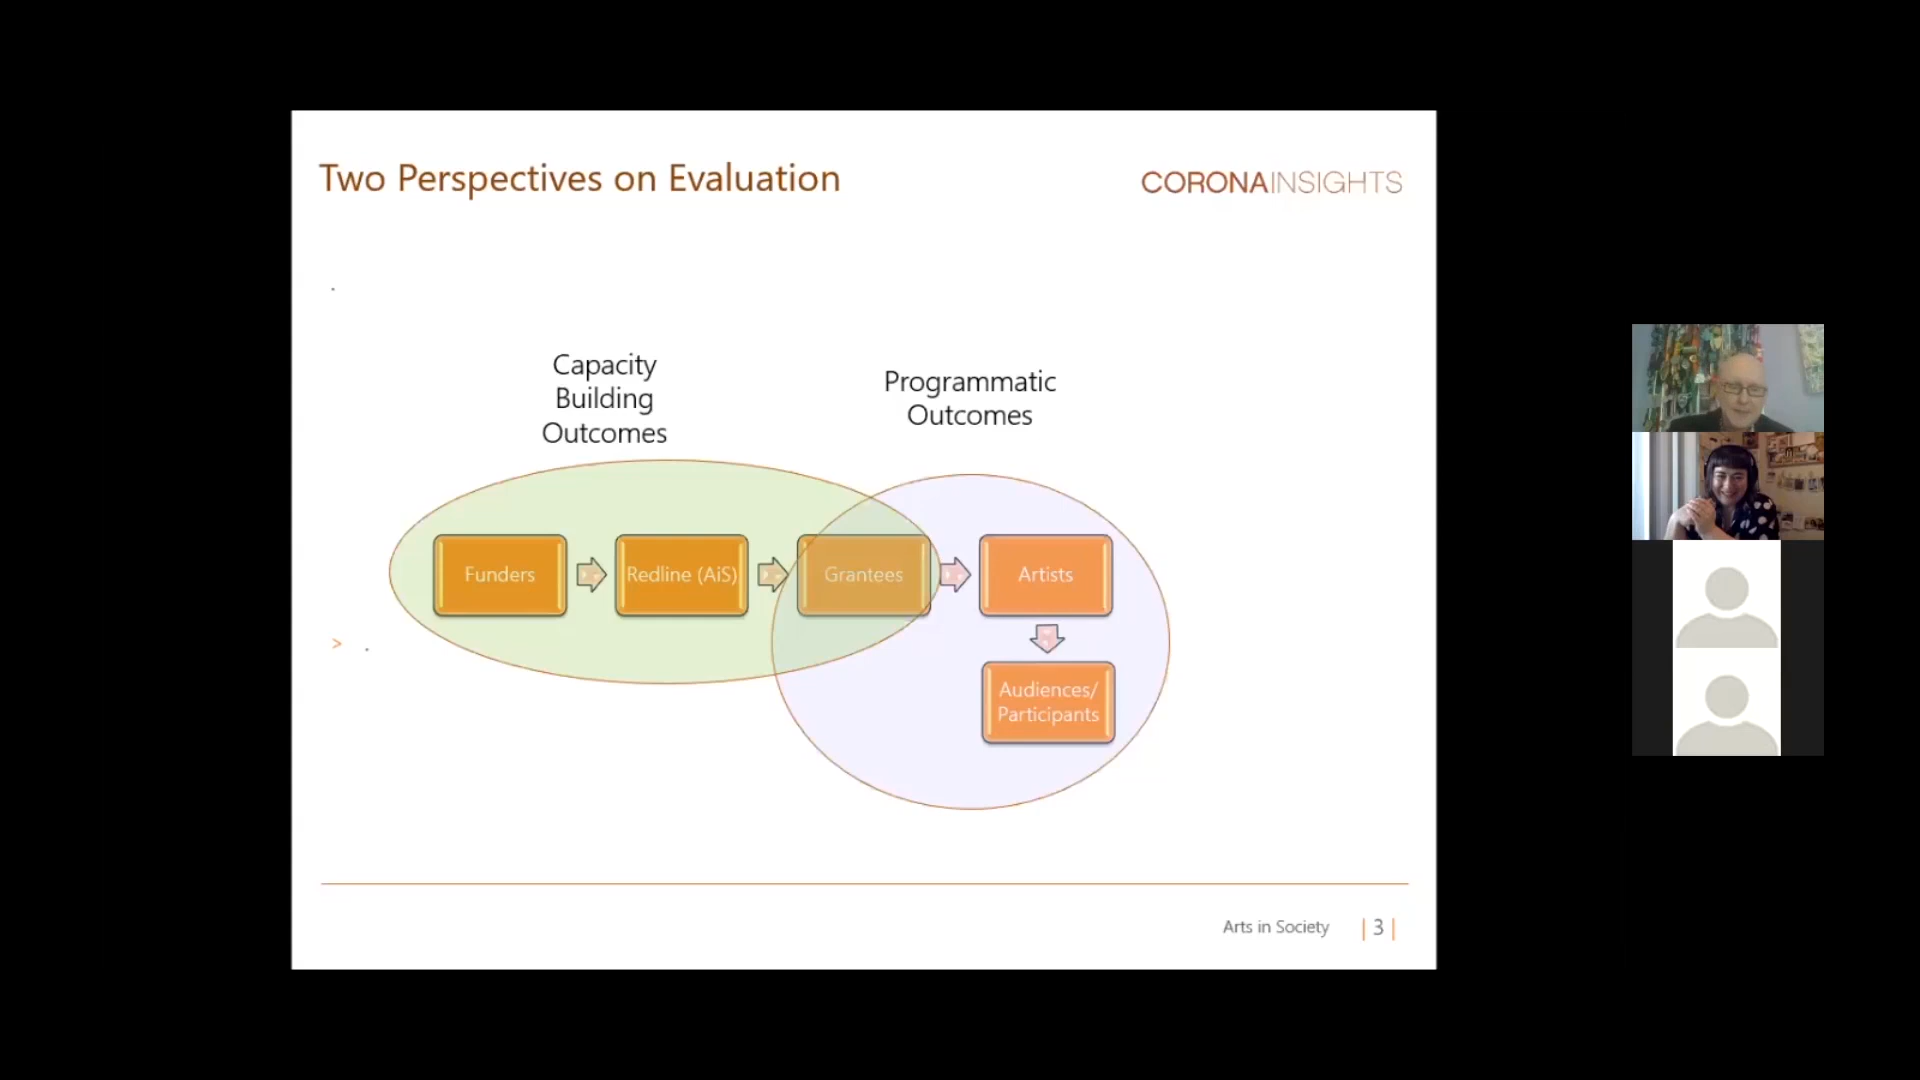 Two Perspectives on Evaluation
CORONAINSIGHTS
.
Capacity
Building
Outcomes
Programmatic
Outcomes
Funders
Redline (AiS)
Grantees
Artists
> .
Audiences/
Participants
Arts in Society | 3 |